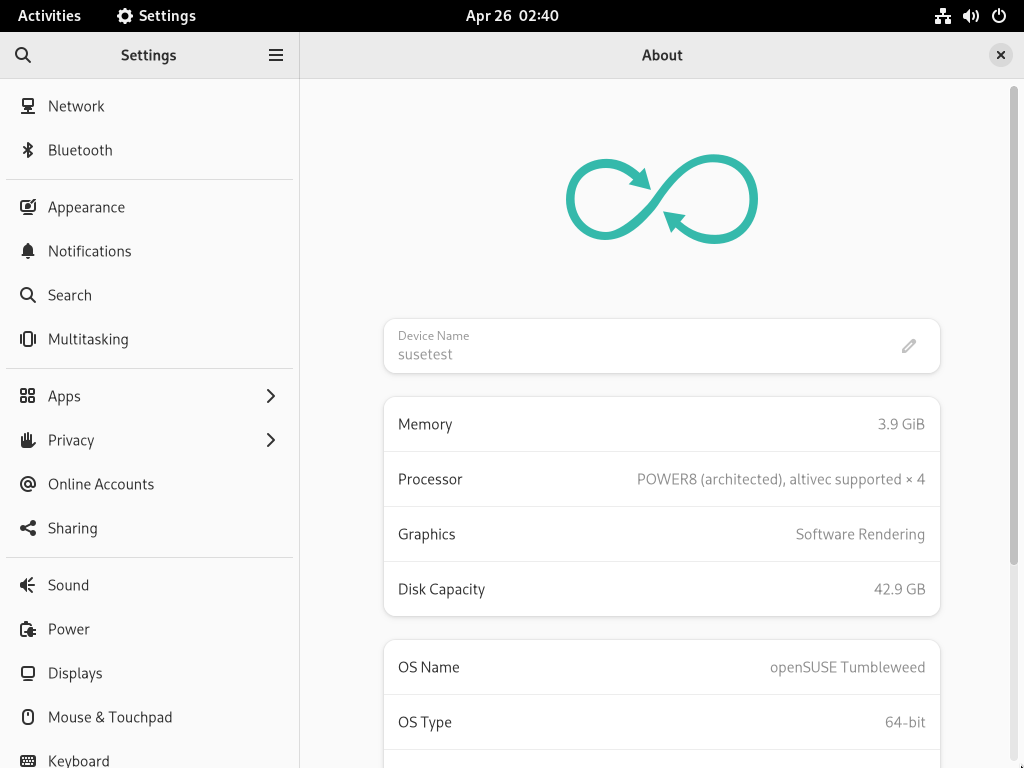 Activities Settings Apr 26 02:40
Settings
About
Network
Bluetooth
Appearance
Notifications
Search
Multitasking
Apps
Privacy
Online Accounts
Sharing
Sound
Power
Displays
Mouse & Touchpad
Keyboard
Device Name
susetest
Memory 3.9 GiB
Processor POWER8 (architected), altivec supported × 4
Graphics Software Rendering
Disk Capacity 42.9 GB
OS Name openSUSE Tumbleweed
OS Type 64-bit